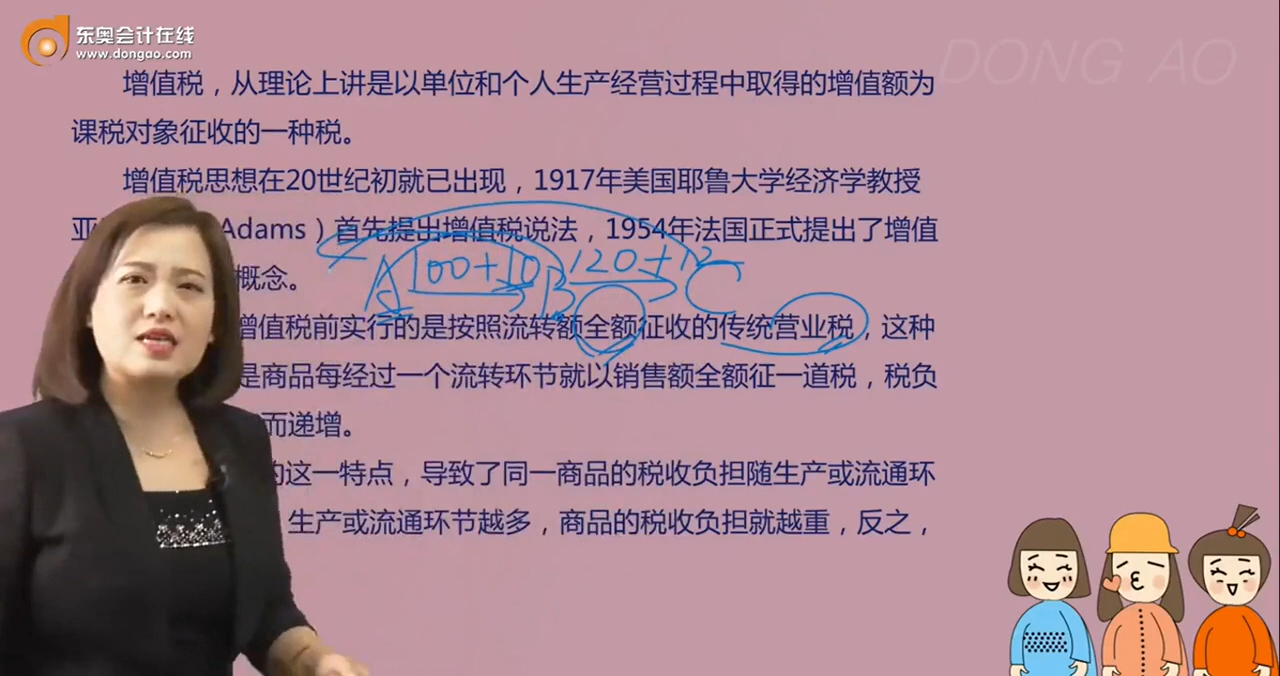 东奥会计在线
www.dongao.com
DONG AO
增值税，从理论上讲是以单位和个人生产经营过程中取得的增值额为
课税对象征收的一种税。
增值税思想在20世纪初就已出现，1917年美国耶鲁大学经济学教授
亚 Adams）首先提出增值税说法，1954年法国正式提出了增值
概念。
A 100+10 B 120+12 C
增值税前实行的是按照流转额全额征收的传统营业税，这种
是商品每经过一个流转环节就以销售额全额征一道税，税负
而递增。
的这一特点，导致了同一商品的税收负担随生产或流通环
生产或流通环节越多，商品的税收负担就越重，反之，